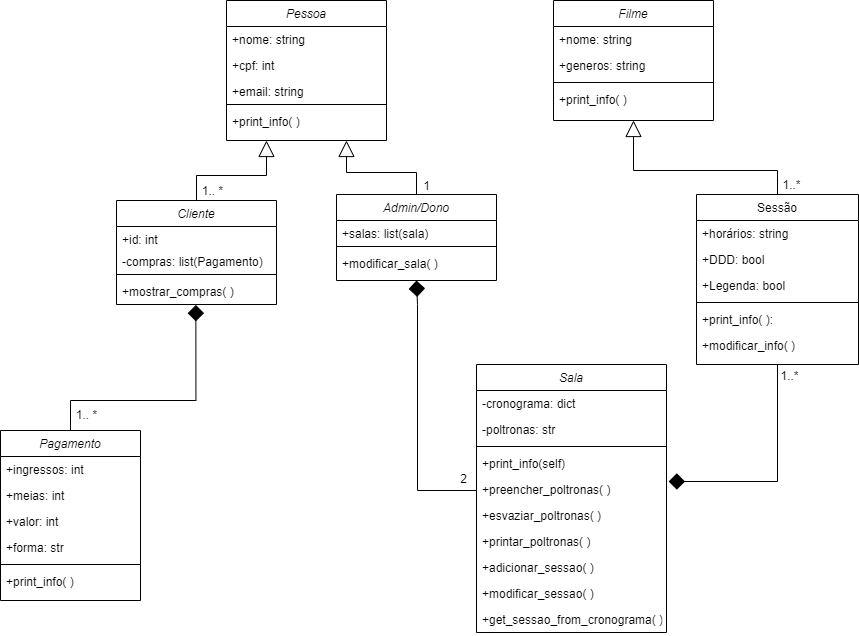 Pessoa
+nome: string
+cpf: int
+email: string
+print_info( )
Filme
+nome: string
+generos: string
+print_info( )
1.. *
Cliente
+id: int
-compras: list(Pagamento)
+mostrar_compras( )
1
Admin/Dono
+salas: list(sala)
+modificar_sala( )
1..*
Sessão
+horários: string
+DDD: bool
+Legenda: bool
+print_info( ):
+modificar_info( )
1..*
1.. *
Pagamento
+ingressos: int
+meias: int
+valor: int
+forma: str
+print_info( )
2
Sala
-cronograma: dict
-poltronas: str
+print_info(self)
+preencher_poltronas( )
+esvaziar_poltronas( )
+printar_poltronas( )
+adicionar_sessao( )
+modificar_sessao( )
+get_sessao_from_cronograma( )